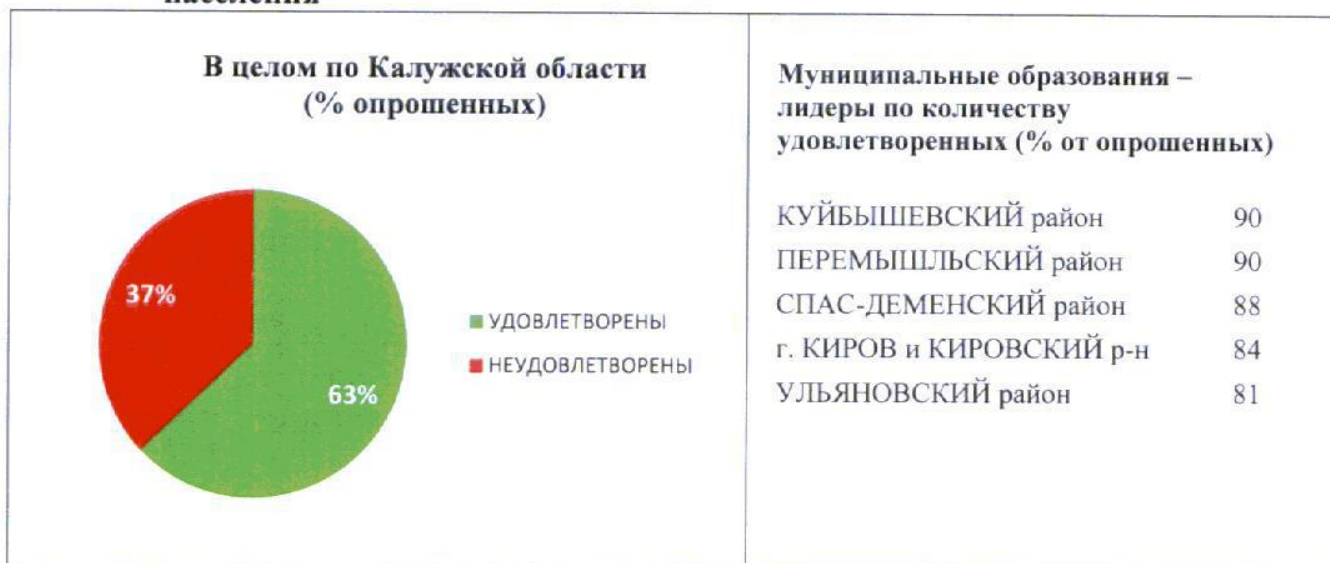 населения
В целом по Калужской области
(% опрошенных)
37%
63%
УДОВЛЕТВОРЕНЫ
НЕУДОВЛЕТВОРЕНЫ
Муниципальные образования –
лидеры по количеству
удовлетворенных (% от опрошенных)
КУЙБЫШЕВСКИЙ район 90
ПЕРЕМЫШЛЬСКИЙ район 90
СПАС-ДЕМЕНСКИЙ район 88
г. КИРОВ и КИРОВСКИЙ р-н 84
УЛЬЯНОВСКИЙ район 81